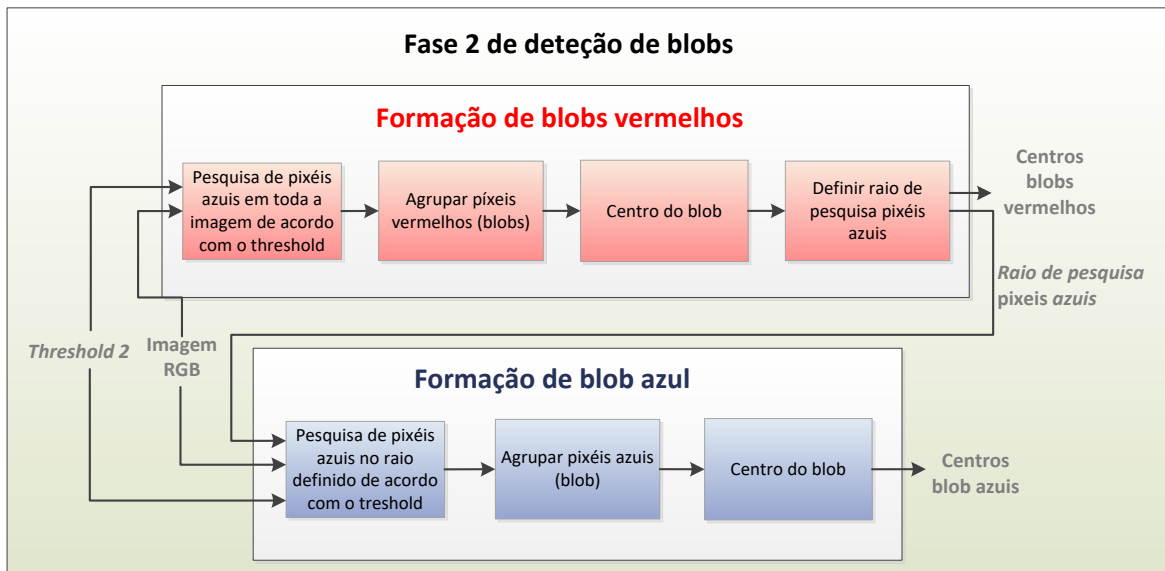 Fase 2 de deteção de blobs
Formação de blobs vermelhos
Pesquisa de pixéis
azuis em toda a
imagem de acordo
com o threshold
Agrupar píxeis
vermelhos (blobs)
Centro do blob
Definir raio de
pesquisa pixéis
azuis
Centros
blobs
vermelhos
Raio de pesquisa
pixeis azuis
Threshold 2
Imagem
RGB
Formação de blob azul
Pesquisa de pixéis
azuis no raio
definido de acordo
com o treshold
Agrupar pixéis azuis
(blob)
Centro do blob
Centros
blob azuis